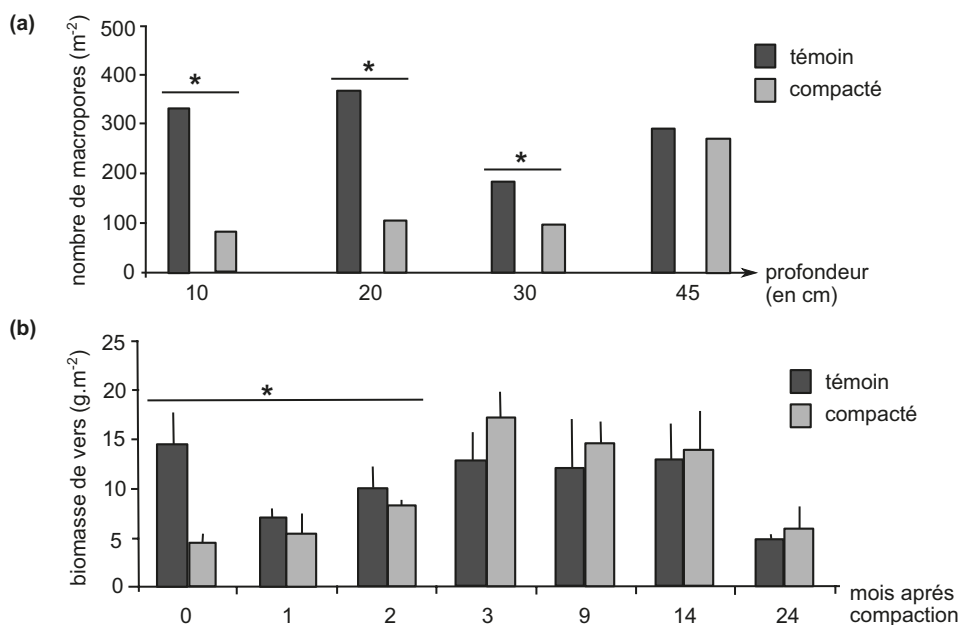 (a)
nombre de macropores (m⁻²)
500
400
300
200
100
0
*
*
*
témoin
compacté
10 20 30 45
profondeur
(en cm)
(b)
biomasse de vers (g.m⁻²)
25
20
15
10
5
0
*
témoin
compacté
0 1 2 3 9 14 24
mois aprés
compaction